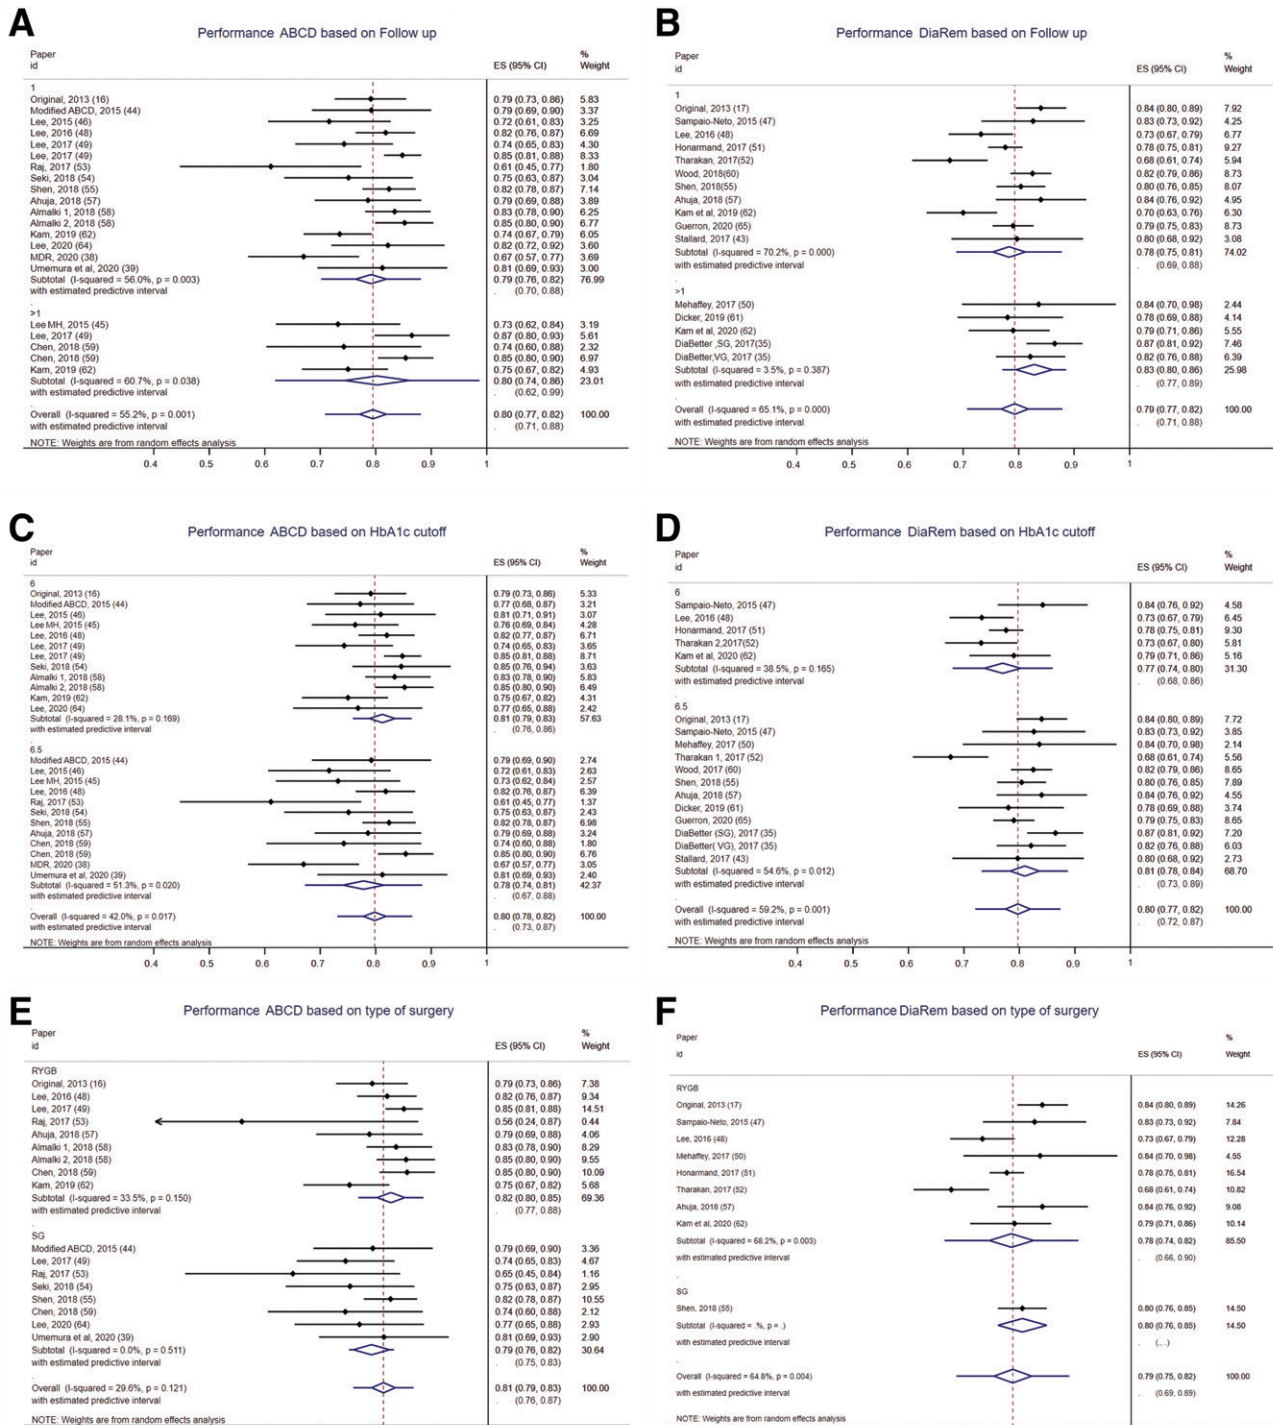 A
Performance ABCD based on Follow up
Paper %
id ES (95% CI) Weight
1
Original, 2013 (16) 0.79 (0.73, 0.86) 5.83
Modified ABCD, 2015 (44) 0.79 (0.69, 0.90) 3.37
Lee, 2015 (46) 0.72 (0.61, 0.83) 3.25
Lee, 2016 (48) 0.82 (0.76, 0.87) 6.69
Lee, 2017 (49) 0.74 (0.65, 0.83) 4.30
Lee, 2017 (49) 0.85 (0.81, 0.88) 8.33
Raj, 2017 (53) 0.61 (0.45, 0.77) 1.80
Seki, 2018 (54) 0.75 (0.63, 0.87) 3.04
Shen, 2018 (55) 0.82 (0.78, 0.87) 7.14
Ahuja, 2018 (57) 0.79 (0.69, 0.88) 3.89
Almalki 1, 2018 (58) 0.83 (0.78, 0.90) 6.25
Almalki 2, 2018 (58) 0.85 (0.80, 0.90) 6.77
Kam, 2019 (62) 0.74 (0.67, 0.79) 6.05
Lee, 2020 (64) 0.82 (0.72, 0.92) 3.60
MDR, 2020 (38) 0.67 (0.57, 0.77) 3.69
Umemura et al, 2020 (39) 0.81 (0.69, 0.93) 3.00
Subtotal (I-squared = 56.0%, p = 0.003) 0.79 (0.76, 0.82) 76.99
with estimated predictive interval . (0.70, 0.88)
.
>1
Lee MH, 2015 (45) 0.73 (0.62, 0.84) 3.19
Lee, 2017 (49) 0.87 (0.80, 0.93) 5.61
Chen, 2018 (59) 0.74 (0.60, 0.88) 2.32
Chen, 2018 (59) 0.85 (0.80, 0.90) 6.97
Kam, 2019 (62) 0.75 (0.67, 0.82) 4.93
Subtotal (I-squared = 60.7%, p = 0.038) 0.80 (0.74, 0.86) 23.01
with estimated predictive interval . (0.62, 0.99)
.
Overall (I-squared = 55.2%, p = 0.001) 0.80 (0.77, 0.82) 100.00
with estimated predictive interval . (0.71, 0.88)
NOTE: Weights are from random effects analysis
0.4 0.5 0.6 0.7 0.8 0.9 1
B
Performance DiaRem based on Follow up
Paper %
id ES (95% CI) Weight
1
Original, 2013 (17) 0.84 (0.80, 0.89) 7.92
Sampaio-Neto, 2015 (47) 0.83 (0.73, 0.92) 4.25
Lee, 2016 (48) 0.73 (0.67, 0.79) 6.77
Honarmand, 2017 (51) 0.78 (0.75, 0.81) 9.27
Tharakan, 2017(52) 0.68 (0.61, 0.74) 5.94
Wood, 2018(60) 0.82 (0.79, 0.86) 8.73
Shen, 2018(55) 0.80 (0.76, 0.85) 8.07
Ahuja, 2018 (57) 0.84 (0.76, 0.92) 4.95
Kam et al, 2019 (62) 0.70 (0.63, 0.76) 6.30
Guerron, 2020 (65) 0.79 (0.75, 0.83) 8.73
Stallard, 2017 (43) 0.80 (0.68, 0.92) 3.08
Subtotal (I-squared = 70.2%, p = 0.000) 0.78 (0.75, 0.81) 74.02
with estimated predictive interval . (0.69, 0.88)
.
>1
Mehaffey, 2017 (50) 0.84 (0.70, 0.98) 2.44
Dicker, 2019 (61) 0.78 (0.69, 0.88) 4.14
Kam et al, 2020 (62) 0.79 (0.71, 0.86) 5.55
DiaBetter ,SG, 2017(35) 0.87 (0.81, 0.92) 7.46
DiaBetter,VG, 2017 (35) 0.82 (0.76, 0.88) 6.39
Subtotal (I-squared = 3.5%, p = 0.387) 0.83 (0.80, 0.86) 25.98
with estimated predictive interval . (0.77, 0.89)
.
Overall (I-squared = 65.1%, p = 0.000) 0.79 (0.77, 0.82) 100.00
with estimated predictive interval . (0.71, 0.88)
NOTE: Weights are from random effects analysis
0.4 0.5 0.6 0.7 0.8 0.9 1
C
Performance ABCD based on HbA1c cutoff
Paper %
id ES (95% CI) Weight
6
Original, 2013 (16) 0.79 (0.73, 0.86) 5.33
Modified ABCD, 2015 (44) 0.77 (0.68, 0.87) 3.21
Lee, 2015 (46) 0.81 (0.71, 0.91) 3.07
Lee MH, 2015 (45) 0.76 (0.69, 0.84) 4.28
Lee, 2016 (48) 0.82 (0.77, 0.87) 6.71
Lee, 2017 (49) 0.74 (0.65, 0.83) 3.65
Lee, 2017 (49) 0.85 (0.81, 0.88) 8.71
Seki, 2018 (54) 0.85 (0.76, 0.94) 3.63
Almalki 1, 2018 (58) 0.83 (0.78, 0.90) 5.83
Almalki 2, 2018 (58) 0.85 (0.80, 0.90) 6.49
Kam, 2019 (62) 0.75 (0.67, 0.82) 4.31
Lee, 2020 (64) 0.77 (0.65, 0.88) 2.42
Subtotal (I-squared = 28.1%, p = 0.169) 0.81 (0.79, 0.83) 57.63
with estimated predictive interval . (0.76, 0.86)
.
6.5
Modified ABCD, 2015 (44) 0.79 (0.69, 0.90) 2.74
Lee, 2015 (46) 0.72 (0.61, 0.83) 2.63
Lee MH, 2015 (45) 0.73 (0.62, 0.84) 2.57
Lee, 2016 (48) 0.82 (0.76, 0.87) 6.39
Raj, 2017 (53) 0.61 (0.45, 0.77) 1.37
Seki, 2018 (54) 0.75 (0.63, 0.87) 2.43
Shen, 2018 (55) 0.82 (0.78, 0.87) 6.98
Ahuja, 2018 (57) 0.79 (0.69, 0.88) 3.24
Chen, 2018 (59) 0.74 (0.60, 0.88) 1.80
Chen, 2018 (59) 0.85 (0.80, 0.90) 6.76
MDR, 2020 (38) 0.67 (0.57, 0.77) 3.05
Umemura et al, 2020 (39) 0.81 (0.69, 0.93) 2.40
Subtotal (I-squared = 51.3%, p = 0.020) 0.78 (0.74, 0.81) 42.37
with estimated predictive interval . (0.67, 0.88)
.
Overall (I-squared = 42.0%, p = 0.017) 0.80 (0.78, 0.82) 100.00
with estimated predictive interval . (0.73, 0.87)
NOTE: Weights are from random effects analysis
0.4 0.5 0.6 0.7 0.8 0.9 1
D
Performance DiaRem based on HbA1c cutoff
Paper %
id ES (95% CI) Weight
6
Sampaio-Neto, 2015 (47) 0.84 (0.76, 0.92) 4.58
Lee, 2016 (48) 0.73 (0.67, 0.79) 6.45
Honarmand, 2017 (51) 0.78 (0.75, 0.81) 9.30
Tharakan 2,2017(52) 0.73 (0.67, 0.80) 5.81
Kam et al, 2020 (62) 0.79 (0.71, 0.86) 5.16
Subtotal (I-squared = 38.5%, p = 0.165) 0.77 (0.74, 0.80) 31.30
with estimated predictive interval . (0.68, 0.86)
.
6.5
Original, 2013 (17) 0.84 (0.80, 0.89) 7.72
Sampaio-Neto, 2015 (47) 0.83 (0.73, 0.92) 3.85
Mehaffey, 2017 (50) 0.84 (0.70, 0.98) 2.14
Tharakan 1, 2017 (52) 0.68 (0.61, 0.74) 5.56
Wood, 2017 (60) 0.82 (0.79, 0.86) 8.65
Shen, 2018 (55) 0.80 (0.76, 0.85) 7.89
Ahuja, 2018 (57) 0.84 (0.76, 0.92) 4.55
Dicker, 2019 (61) 0.78 (0.69, 0.88) 3.74
Guerron, 2020 (65) 0.79 (0.75, 0.83) 8.65
DiaBetter (SG), 2017 (35) 0.87 (0.81, 0.92) 7.20
DiaBetter( VG), 2017 (35) 0.82 (0.76, 0.88) 6.03
Stallard, 2017 (43) 0.80 (0.68, 0.92) 2.73
Subtotal (I-squared = 54.6%, p = 0.012) 0.81 (0.78, 0.84) 68.70
with estimated predictive interval . (0.73, 0.89)
.
Overall (I-squared = 59.2%, p = 0.001) 0.80 (0.77, 0.82) 100.00
with estimated predictive interval . (0.72, 0.87)
NOTE: Weights are from random effects analysis
0.4 0.5 0.6 0.7 0.8 0.9 1
E
Performance ABCD based on type of surgery
Paper %
id ES (95% CI) Weight
RYGB
Original, 2013 (16) 0.79 (0.73, 0.86) 7.38
Lee, 2016 (48) 0.82 (0.76, 0.87) 9.34
Lee, 2017 (49) 0.85 (0.81, 0.88) 14.51
Raj, 2017 (53) 0.56 (0.24, 0.87) 0.44
Ahuja, 2018 (57) 0.79 (0.69, 0.88) 4.06
Almalki 1, 2018 (58) 0.83 (0.78, 0.90) 8.29
Almalki 2, 2018 (58) 0.85 (0.80, 0.90) 9.55
Chen, 2018 (59) 0.85 (0.80, 0.90) 10.09
Kam, 2019 (62) 0.75 (0.67, 0.82) 5.68
Subtotal (I-squared = 33.5%, p = 0.150) 0.82 (0.80, 0.85) 69.36
with estimated predictive interval . (0.77, 0.88)
.
SG
Modified ABCD, 2015 (44) 0.79 (0.69, 0.90) 3.36
Lee, 2017 (49) 0.74 (0.65, 0.83) 4.67
Raj, 2017 (53) 0.65 (0.45, 0.84) 1.16
Seki, 2018 (54) 0.75 (0.63, 0.87) 2.95
Shen, 2018 (55) 0.82 (0.78, 0.87) 10.55
Chen, 2018 (59) 0.74 (0.60, 0.88) 2.12
Lee, 2020 (64) 0.77 (0.65, 0.88) 2.93
Umemura et al, 2020 (39) 0.81 (0.69, 0.93) 2.90
Subtotal (I-squared = 0.0%, p = 0.511) 0.79 (0.76, 0.82) 30.64
with estimated predictive interval . (0.75, 0.83)
.
Overall (I-squared = 29.6%, p = 0.121) 0.81 (0.79, 0.83) 100.00
with estimated predictive interval . (0.76, 0.87)
NOTE: Weights are from random effects analysis
F
Performance DiaRem based on type of surgery
Paper %
id ES (95% CI) Weight
RYGB
Original, 2013 (17) 0.84 (0.80, 0.89) 14.26
Sampaio-Neto, 2015 (47) 0.83 (0.73, 0.92) 7.84
Lee, 2016 (48) 0.73 (0.67, 0.79) 12.28
Mehaffey, 2017 (50) 0.84 (0.70, 0.98) 4.55
Honarmand, 2017 (51) 0.78 (0.75, 0.81) 16.54
Tharakan, 2017 (52) 0.68 (0.61, 0.74) 10.82
Ahuja, 2018 (57) 0.84 (0.76, 0.92) 9.08
Kam et al, 2020 (62) 0.79 (0.71, 0.86) 10.14
Subtotal (I-squared = 68.2%, p = 0.003) 0.78 (0.74, 0.82) 85.50
with estimated predictive interval . (0.66, 0.90)
.
SG
Shen, 2018 (55) 0.80 (0.76, 0.85) 14.50
Subtotal (I-squared = .%, p = .) 0.80 (0.76, 0.85) 14.50
with estimated predictive interval . (., .)
.
Overall (I-squared = 64.8%, p = 0.004) 0.79 (0.75, 0.82) 100.00
with estimated predictive interval . (0.69, 0.89)
NOTE: Weights are from random effects analysis